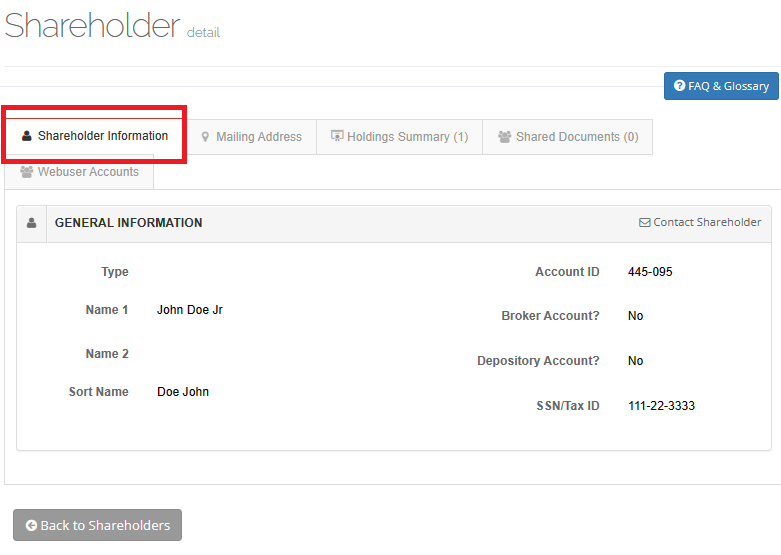 Shareholder detail
FAQ & Glossary
Shareholder Information Mailing Address Holdings Summary (1) Shared Documents (0)
Webuser Accounts
GENERAL INFORMATION Contact Shareholder
Type
Name 1 John Doe Jr
Name 2
Sort Name Doe John
Account ID 445-095
Broker Account? No
Depository Account? No
SSN/Tax ID 111-22-3333
Back to Shareholders